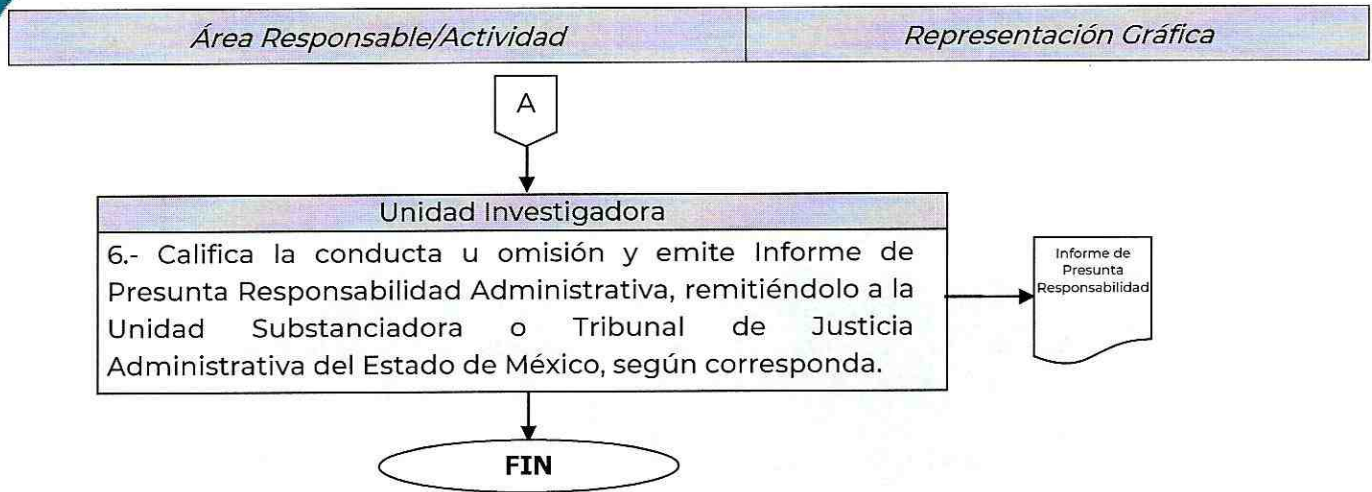 Área Responsable/Actividad
Representación Gráfica
A
Unidad Investigadora
6.- Califica la conducta u omisión y emite Informe de
Presunta Responsabilidad Administrativa, remitiéndolo a la
Unidad Substanciadora o Tribunal de Justicia
Administrativa del Estado de México, según corresponda.
Informe de
Presunta
Responsabilidad
FIN